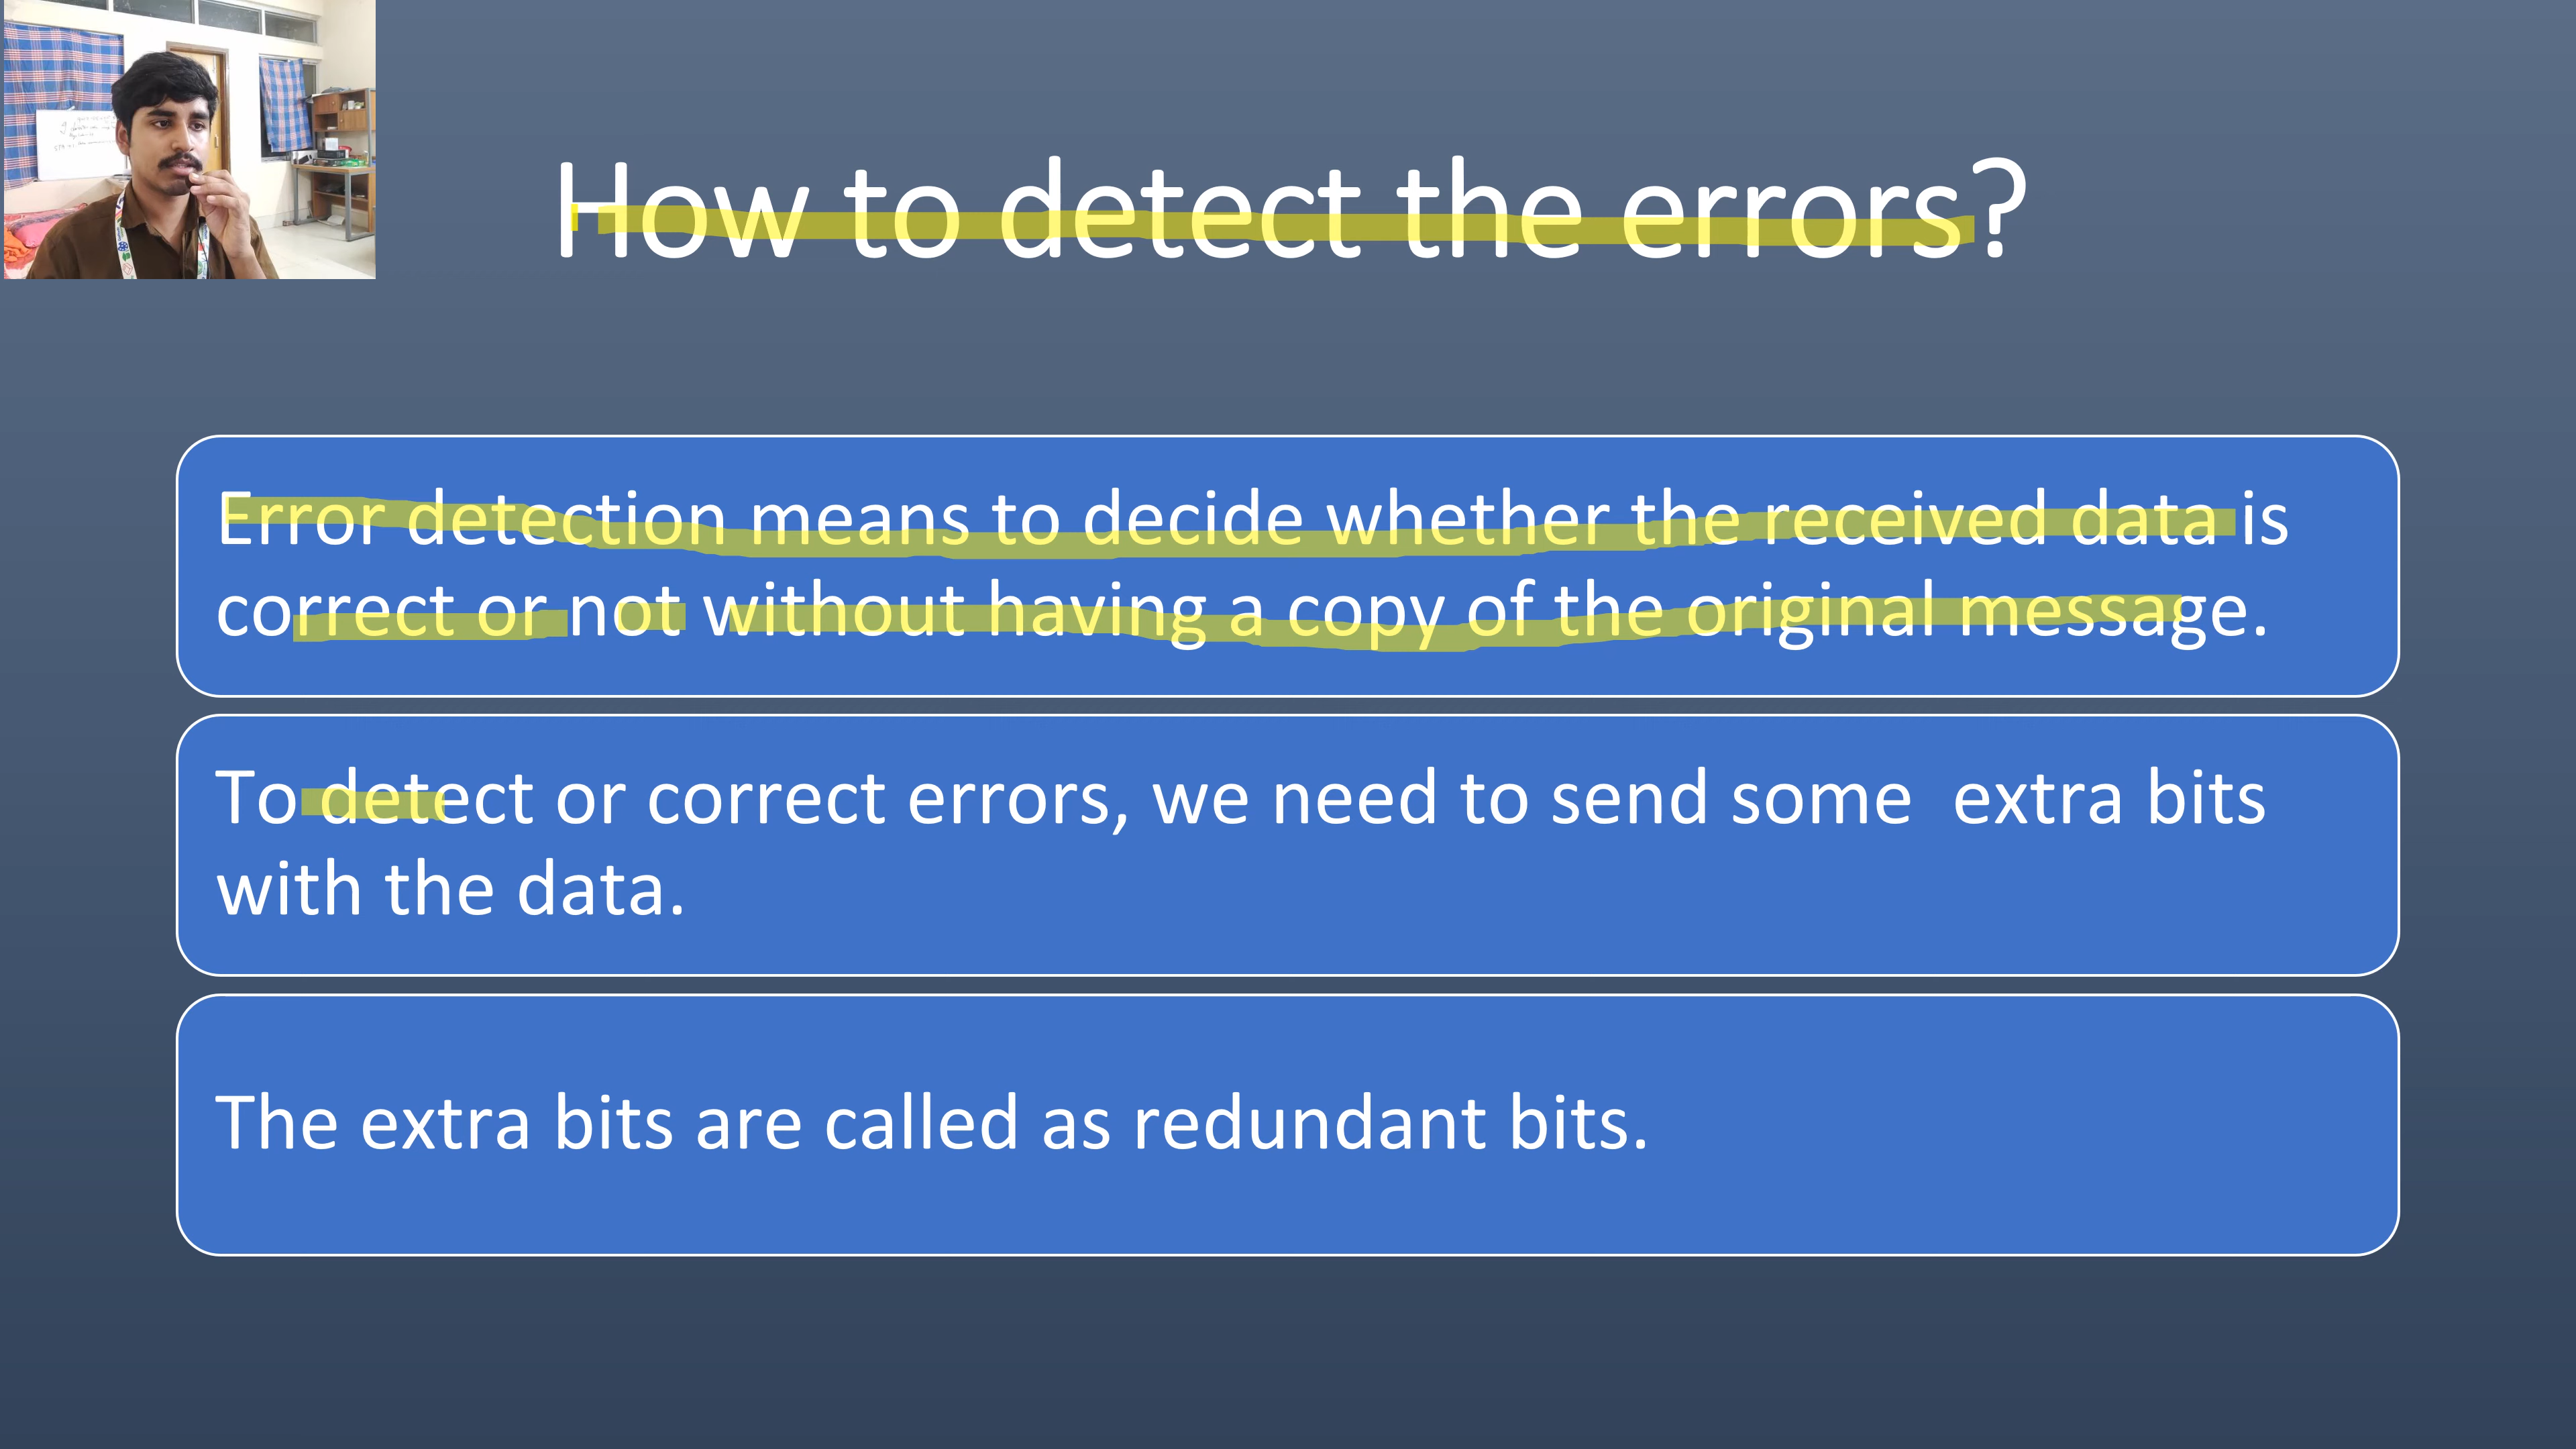 How to detect the errors?
Error detection means to decide whether the received data is
correct or not without having a copy of the original message.
To detect or correct errors, we need to send some  extra bits
with the data.
The extra bits are called as redundant bits.